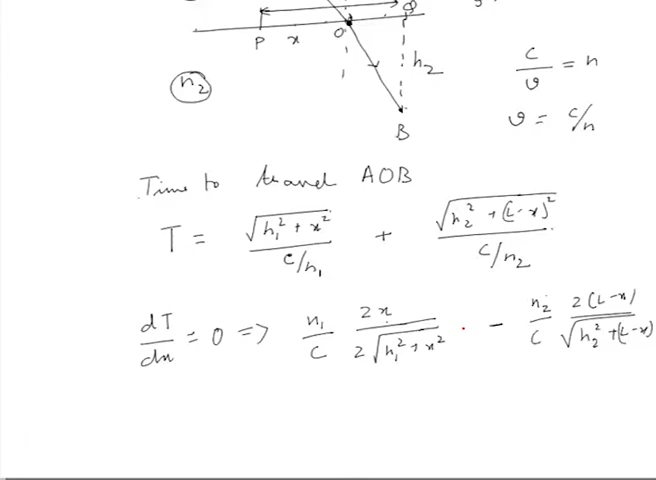 Q
P x O
h₂
n₂
c/v = n
v = c/n
B
Time to travel AOB
T = √(h₁² + x²) / (c/n₁) + √(h₂² + (L-x)²) / (c/n₂)
dT/dx = 0 => n₁/c 2x / 2√(h₁² + x²) - n₂/c 2(L-x) / √(h₂² + (L-x)